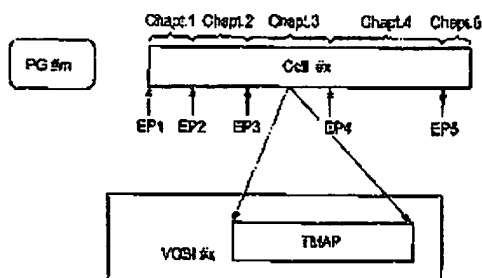 Chapt.1 Chapt.2 Chapt.3 Chapt.4 Chapt.5
PG #m
Cell #x
EP1 EP2 EP3 EP4 EP5
VOBI #x
TMAP